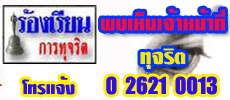 ร้องเรียน
การทุจริต
พบเห็นเจ้าหน้าที่
ทุจริต
โทรแจ้ง 0 2621 0013